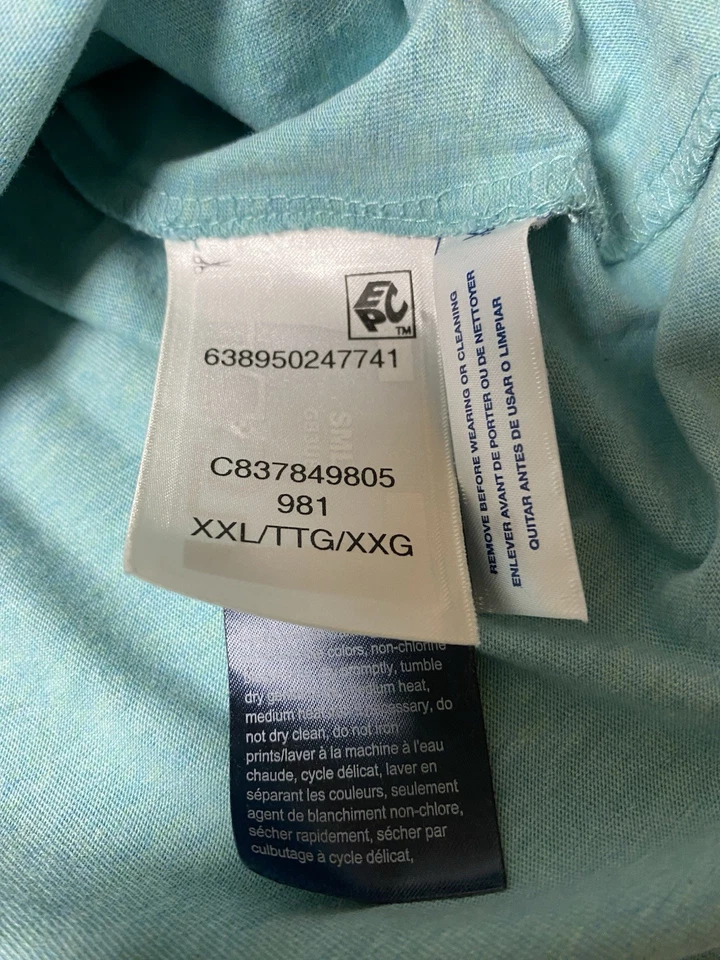 EPC
TM
638950247741
C837849805
981
XXL/TTG/XXG
REMOVE BEFORE WEARING OR CLEANING
ENLEVER AVANT DE PORTER OU DE NETTOYER
QUITAR ANTES DE USAR O LIMPIAR
colors, non-chlorine
promptly, tumble
dry medium heat,
medium
not dry clean, do not iron
prints/laver à la machine à l'eau
chaude, cycle délicat, laver en
séparant les couleurs, seulement
agent de blanchiment non-chlore,
sécher rapidement, sécher par
culbutage à cycle délicat,